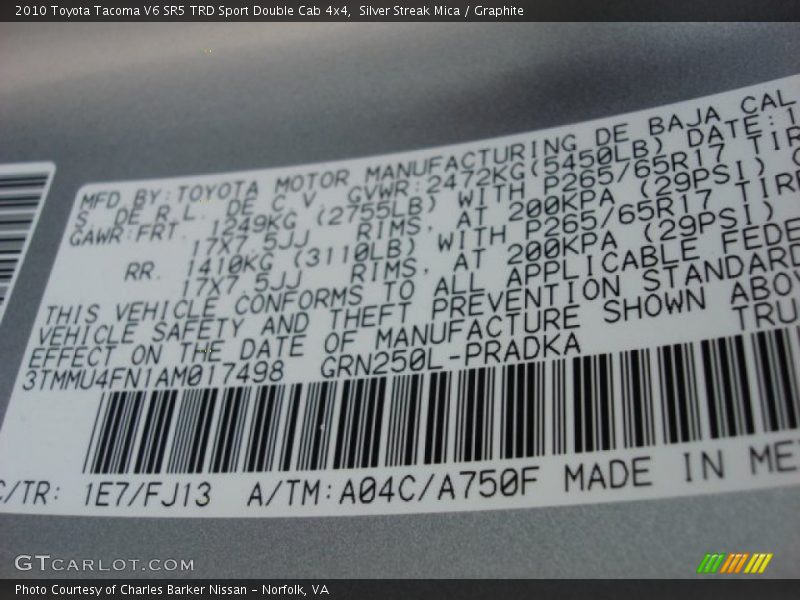 2010 Toyota Tacoma V6 SR5 TRD Sport Double Cab 4x4, Silver Streak Mica / Graphite
MFD BY:TOYOTA MOTOR MANUFACTURING DE BAJA CAL
S DE R.L. DE C.V. GVWR:2472KG(5450LB) DATE:1
GAWR:FRT. 1249KG (2755LB) WITH P265/65R17 TIR
17X7.5JJ RIMS, AT 200KPA (29PSI)
RR. 1410KG (3110LB) WITH P265/65R17 TIR
17X7.5JJ RIMS, AT 200KPA (29PSI)
THIS VEHICLE CONFORMS TO ALL APPLICABLE FEDE
VEHICLE SAFETY AND THEFT PREVENTION STANDARD
EFFECT ON THE DATE OF MANUFACTURE SHOWN ABO
3TMMU4FN1AM017498 GRN250L-PRADKA TRU
C/TR: 1E7/FJ13 A/TM:A04C/A750F MADE IN ME
GTCARLOT.COM
Photo Courtesy of Charles Barker Nissan – Norfolk, VA